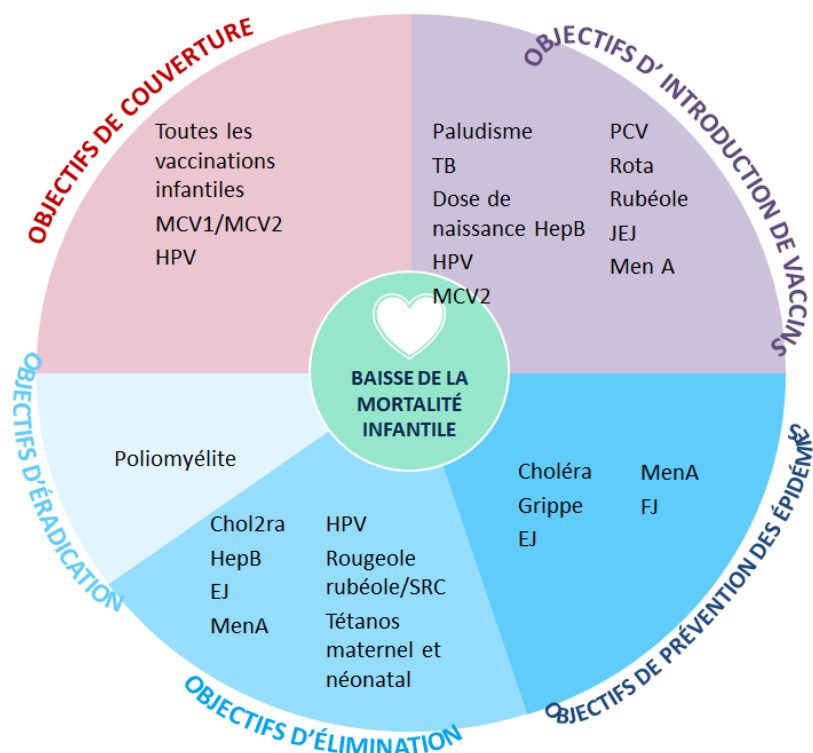 OBJECTIFS DE COUVERTURE
Toutes les
vaccinations
infantiles
MCV1/MCV2
HPV
OBJECTIFS D’ INTRODUCTION DE VACCINS
Paludisme
TB
Dose de
naissance HepB
HPV
MCV2
PCV
Rota
Rubéole
JEJ
Men A
BAISSE DE LA
MORTALITÉ
INFANTILE
OBJECTIFS D’ÉRADICATION
Poliomyélite
OBJECTIFS D’ÉLIMINATION
Chol2ra
HepB
EJ
MenA
HPV
Rougeole
rubéole/SRC
Tétanos
maternel et
néonatal
OBJECTIFS DE PRÉVENTION DES ÉPIDÉMIES
Choléra
Grippe
EJ
MenA
FJ